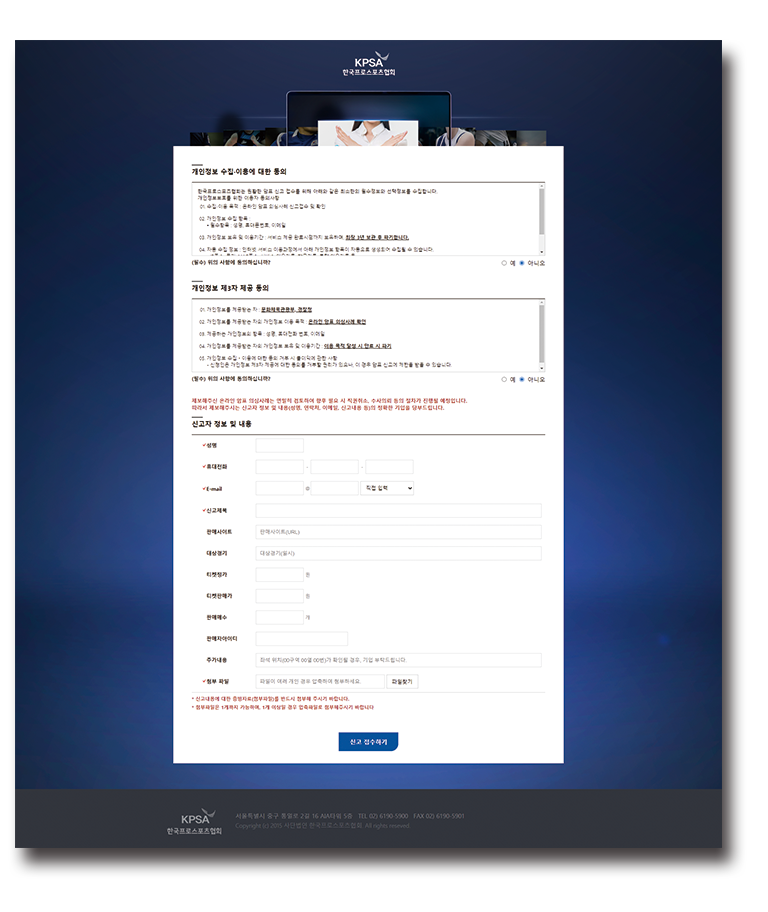 KPSA
한국프로스포츠협회
개인정보 수집·이용에 대한 동의
한국프로스포츠협회는 원활한 암표 신고 접수를 위해 아래와 같은 최소한의 필수정보와 선택정보를 수집합니다.
개인정보보호를 위한 이용자 동의사항
01. 수집·이용 목적 : 온라인 암표 의심사례 신고접수 및 확인
02. 개인정보 수집 항목 :
• 필수항목 : 성명, 휴대폰번호, 이메일
03. 개인정보 보유 및 이용기간 : 서비스 제공 완료시점까지 보유하며, 최장 3년 보관 후 파기합니다.
04. 자동 수집 정보 : 인터넷 서비스 이용과정에서 아래 개인정보 항목이 자동으로 생성되어 수집될 수 있습니다.
(필수) 위의 사항에 동의하십니까? 예 아니오
개인정보 제3자 제공 동의
01. 개인정보를 제공받는 자 : 문화체육관광부, 경찰청
02. 개인정보를 제공받는 자의 개인정보 이용 목적 : 온라인 암표 의심사례 확인
03. 제공하는 개인정보의 항목 : 성명, 휴대전화 번호, 이메일
04. 개인정보를 제공받는 자의 개인정보 보유 및 이용기간 : 이용 목적 달성 시 만료 시 파기
05. 개인정보 수집·이용에 대한 동의 거부 시 불이익에 관한 사항
- 신청인은 개인정보 제3자 제공에 대한 동의를 거부할 권리가 있으나, 이 경우 암표 신고에 제한을 받을 수 있습니다.
(필수) 위의 사항에 동의하십니까? 예 아니오
제보해주신 온라인 암표 의심사례는 면밀히 검토하여 향후 필요 시 직권취소, 수사의뢰 등의 절차가 진행될 예정입니다.
따라서 제보해주시는 신고자 정보 및 내용(성명, 연락처, 이메일, 신고내용 등)의 정확한 기입을 당부드립니다.
신고자 정보 및 내용
성명
휴대전화 - -
E-mail @ 직접 입력
신고제목
판매사이트 판매사이트(URL)
대상경기 대상경기(일시)
티켓정가 원
티켓판매가 원
판매매수 개
판매자아이디
추가내용 좌석 위치(00구역 00열 00번)가 확인될 경우, 기입 부탁드립니다.
첨부 파일 파일이 여러 개인 경우 압축하여 첨부하세요. 파일찾기
* 신고내용에 대한 증빙자료(첨부파일)를 반드시 첨부해 주시기 바랍니다.
* 첨부파일은 1개까지 가능하며, 1개 이상일 경우 압축파일로 첨부해주시기 바랍니다
신고 접수하기
KPSA
한국프로스포츠협회
서울특별시 중구 통일로 2길 16 AIA타워 5층 TEL 02) 6190-5900 FAX 02) 6190-5901
Copyright (c) 2015 사단법인 한국프로스포츠협회. All rights reserved.